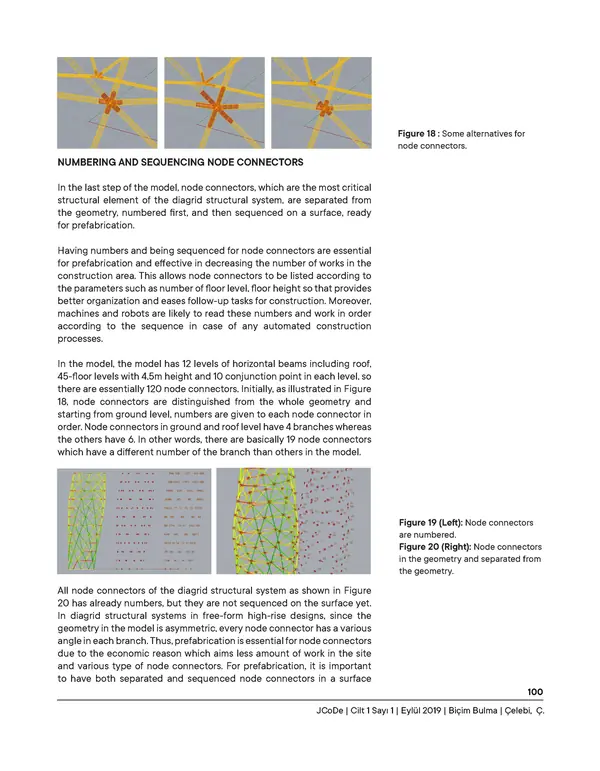 Figure 18 : Some alternatives for
node connectors.
NUMBERING AND SEQUENCING NODE CONNECTORS
In the last step of the model, node connectors, which are the most critical
structural element of the diagrid structural system, are separated from
the geometry, numbered first, and then sequenced on a surface, ready
for prefabrication.
Having numbers and being sequenced for node connectors are essential
for prefabrication and effective in decreasing the number of works in the
construction area. This allows node connectors to be listed according to
the parameters such as number of floor level, floor height so that provides
better organization and eases follow-up tasks for construction. Moreover,
machines and robots are likely to read these numbers and work in order
according to the sequence in case of any automated construction
processes.
In the model, the model has 12 levels of horizontal beams including roof,
45-floor levels with 4.5m height and 10 conjunction point in each level, so
there are essentially 120 node connectors. Initially, as illustrated in Figure
18, node connectors are distinguished from the whole geometry and
starting from ground level, numbers are given to each node connector in
order. Node connectors in ground and roof level have 4 branches whereas
the others have 6. In other words, there are basically 19 node connectors
which have a different number of the branch than others in the model.
Figure 19 (Left): Node connectors
are numbered.
Figure 20 (Right): Node connectors
in the geometry and separated from
the geometry.
All node connectors of the diagrid structural system as shown in Figure
20 has already numbers, but they are not sequenced on the surface yet.
In diagrid structural systems in free-form high-rise designs, since the
geometry in the model is asymmetric, every node connector has a various
angle in each branch. Thus, prefabrication is essential for node connectors
due to the economic reason which aims less amount of work in the site
and various type of node connectors. For prefabrication, it is important
to have both separated and sequenced node connectors in a surface
100
JCoDe | Cilt 1 Sayı 1 | Eylül 2019 | Biçim Bulma | Çelebi, Ç.